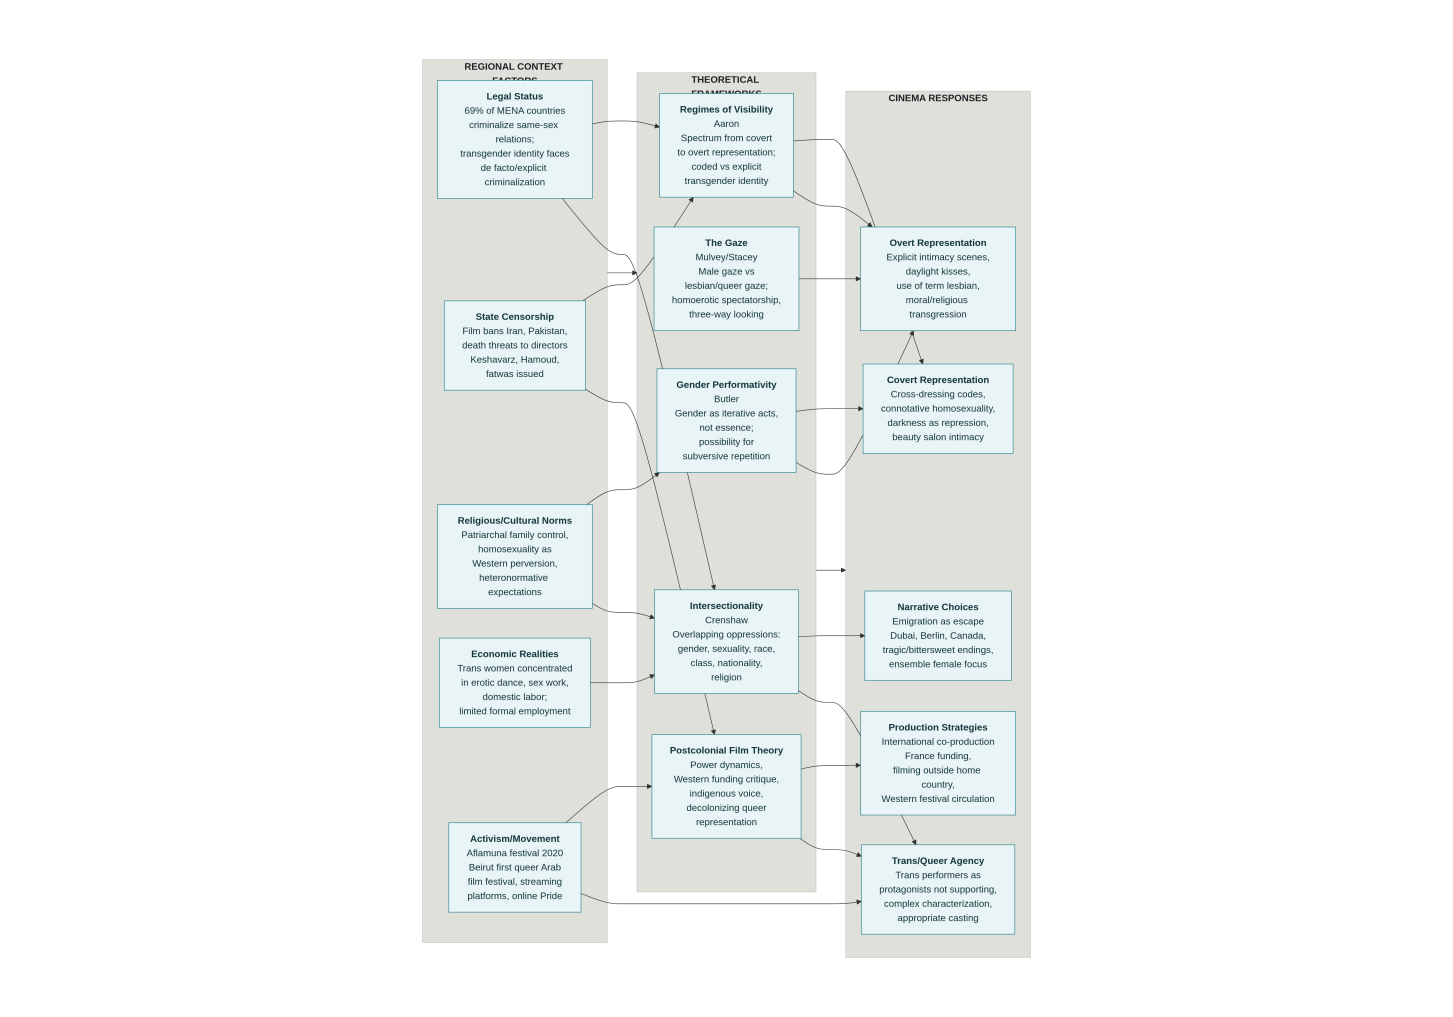 REGIONAL CONTEXT
FACTORS
Legal Status
69% of MENA countries
criminalize same-sex
relations;
transgender identity faces
de facto/explicit
criminalization
State Censorship
Film bans Iran, Pakistan,
death threats to directors
Keshavarz, Hamoud,
fatwas issued
Religious/Cultural Norms
Patriarchal family control,
homosexuality as
Western perversion,
heteronormative
expectations
Economic Realities
Trans women concentrated
in erotic dance, sex work,
domestic labor;
limited formal employment
Activism/Movement
Aflamuna festival 2020
Beirut first queer Arab
film festival, streaming
platforms, online Pride
THEORETICAL
FRAMEWORKS
Regimes of Visibility
Aaron
Spectrum from covert
to overt representation;
coded vs explicit
transgender identity
The Gaze
Mulvey/Stacey
Male gaze vs
lesbian/queer gaze;
homoerotic spectatorship,
three-way looking
Gender Performativity
Butler
Gender as iterative acts,
not essence;
possibility for
subversive repetition
Intersectionality
Crenshaw
Overlapping oppressions:
gender, sexuality, race,
class, nationality,
religion
Postcolonial Film Theory
Power dynamics,
Western funding critique,
indigenous voice,
decolonizing queer
representation
CINEMA RESPONSES
Overt Representation
Explicit intimacy scenes,
daylight kisses,
use of term lesbian,
moral/religious
transgression
Covert Representation
Cross-dressing codes,
connotative homosexuality,
darkness as repression,
beauty salon intimacy
Narrative Choices
Emigration as escape
Dubai, Berlin, Canada,
tragic/bittersweet endings,
ensemble female focus
Production Strategies
International co-production
France funding,
filming outside home
country,
Western festival circulation
Trans/Queer Agency
Trans performers as
protagonists not supporting,
complex characterization,
appropriate casting